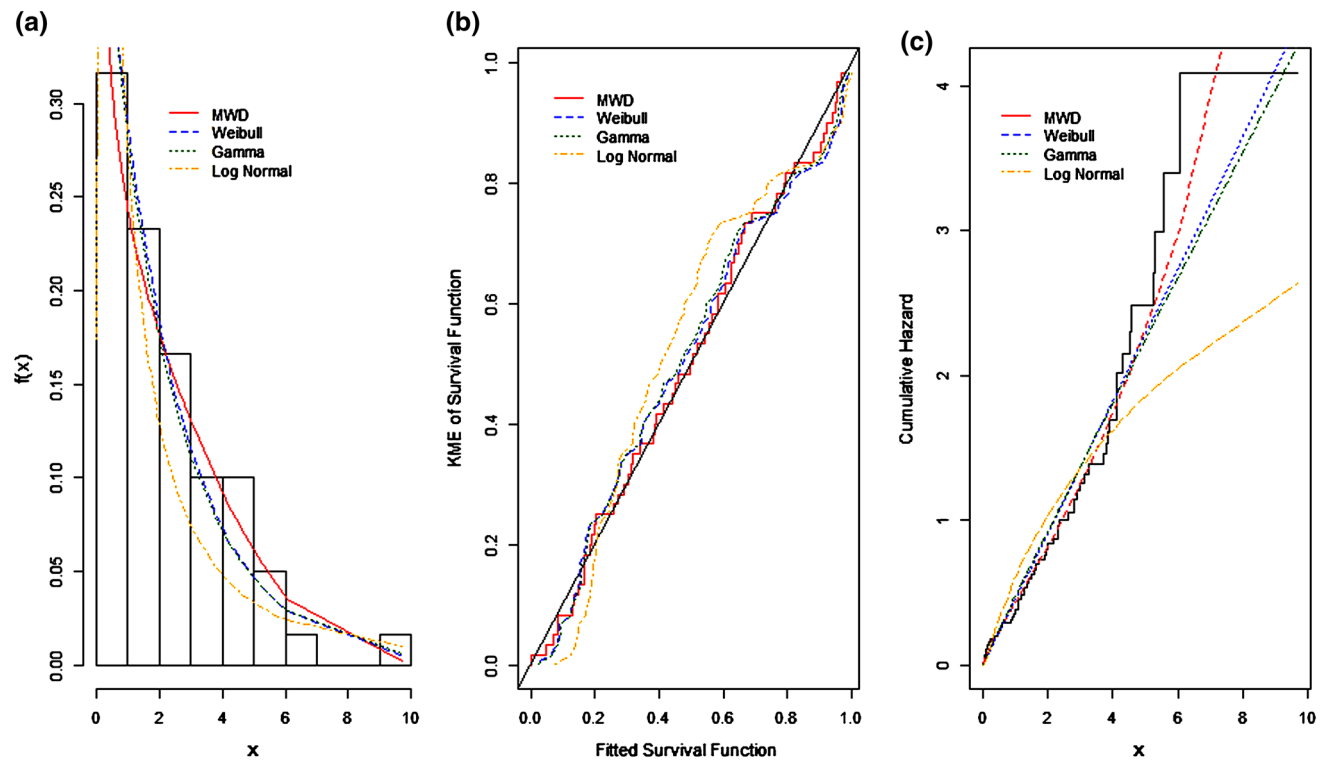 (a)
f(x)
0.00
0.05
0.10
0.15
0.20
0.25
0.30
MWD
Weibull
Gamma
Log Normal
0 2 4 6 8 10
x
(b)
KME of Survival Function
0.0
0.2
0.4
0.6
0.8
1.0
MWD
Weibull
Gamma
Log Normal
0.0 0.2 0.4 0.6 0.8 1.0
Fitted Survival Function
(c)
Cumulative Hazard
0
1
2
3
4
MWD
Weibull
Gamma
Log Normal
0 2 4 6 8 10
x